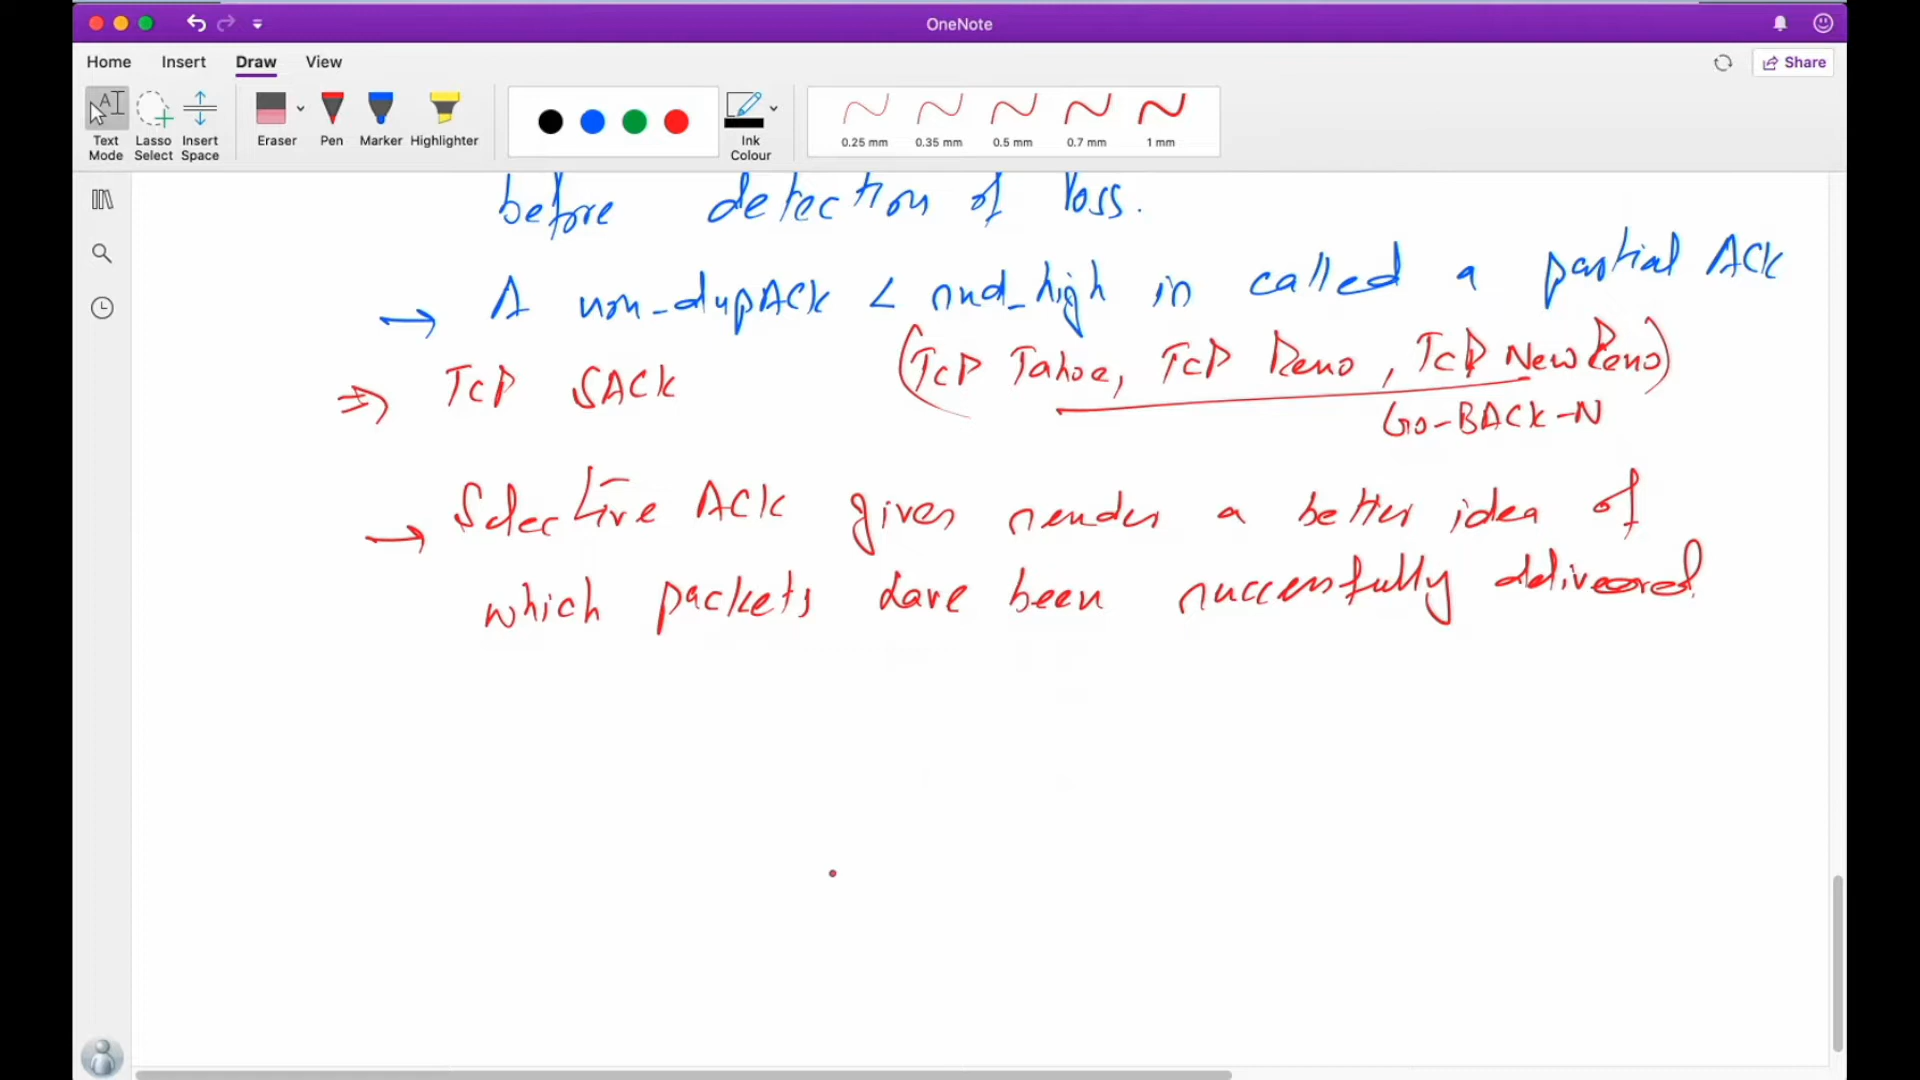 OneNote
Home Insert Draw View Share
Text Mode Lasso Select Insert Space Eraser Pen Marker Highlighter Ink Colour 0.25 mm 0.35 mm 0.5 mm 0.7 mm 1 mm
before detection of loss.
→ A non-dupACK < snd_high is called a partial ACK
⇒ TCP SACK (TCP Tahoe, TCP Reno, TCP NewReno)
Go-BACK-N
→ Selective ACK gives sender a better idea of
which packets have been successfully delivered.